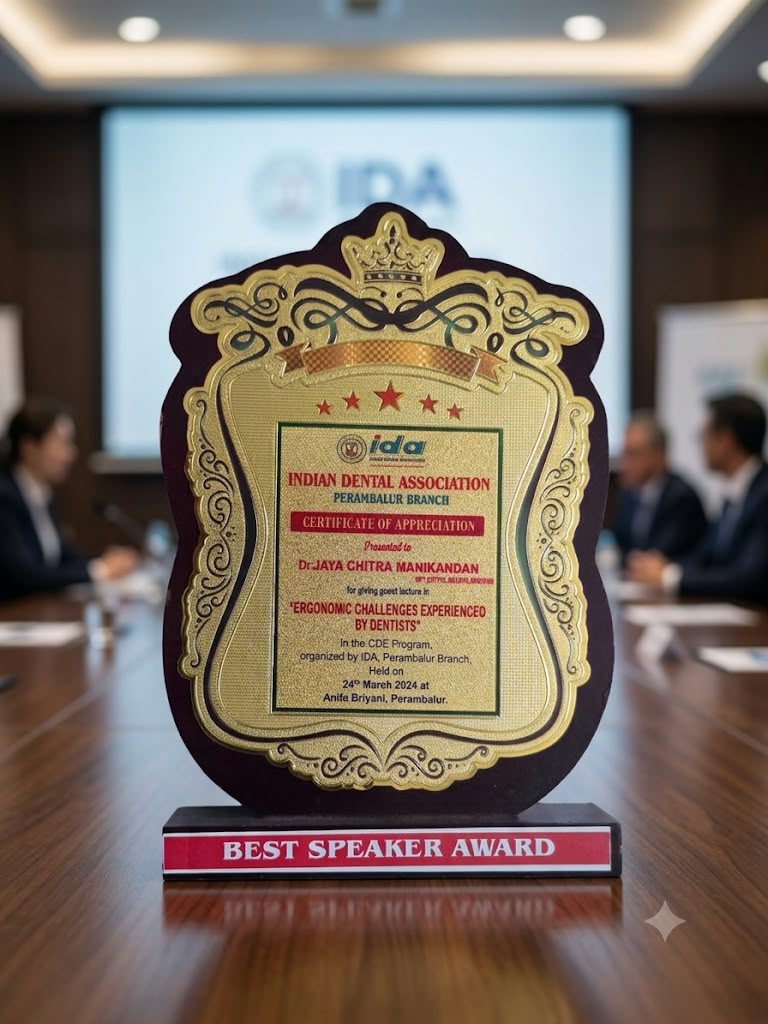 IDA
ida
INDIAN DENTAL ASSOCIATION
PERAMBALUR BRANCH
CERTIFICATE OF APPRECIATION
Presented to
Dr.JAYA CHITRA MANIKANDAN
for giving guest lecture in
"ERGONOMIC CHALLENGES EXPERIENCED
BY DENTISTS"
In the CDE Program,
organized by IDA, Perambalur Branch,
Held on
24th March 2024 at
Anife Briyani, Perambalur.
BEST SPEAKER AWARD